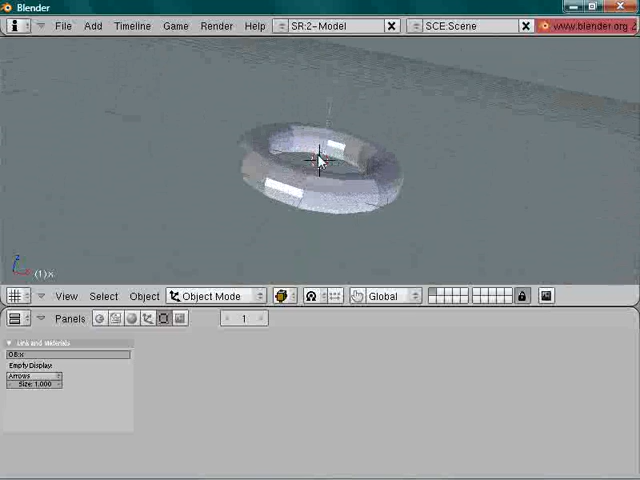 Blender
File Add Timeline Game Render Help SR:2-Model SCE:Scene www.blender.org 2
z
(1) x
View Select Object Object Mode Global
Panels 1
Link and Materials
OB:x
Empty Display:
Arrows
Size: 1.000